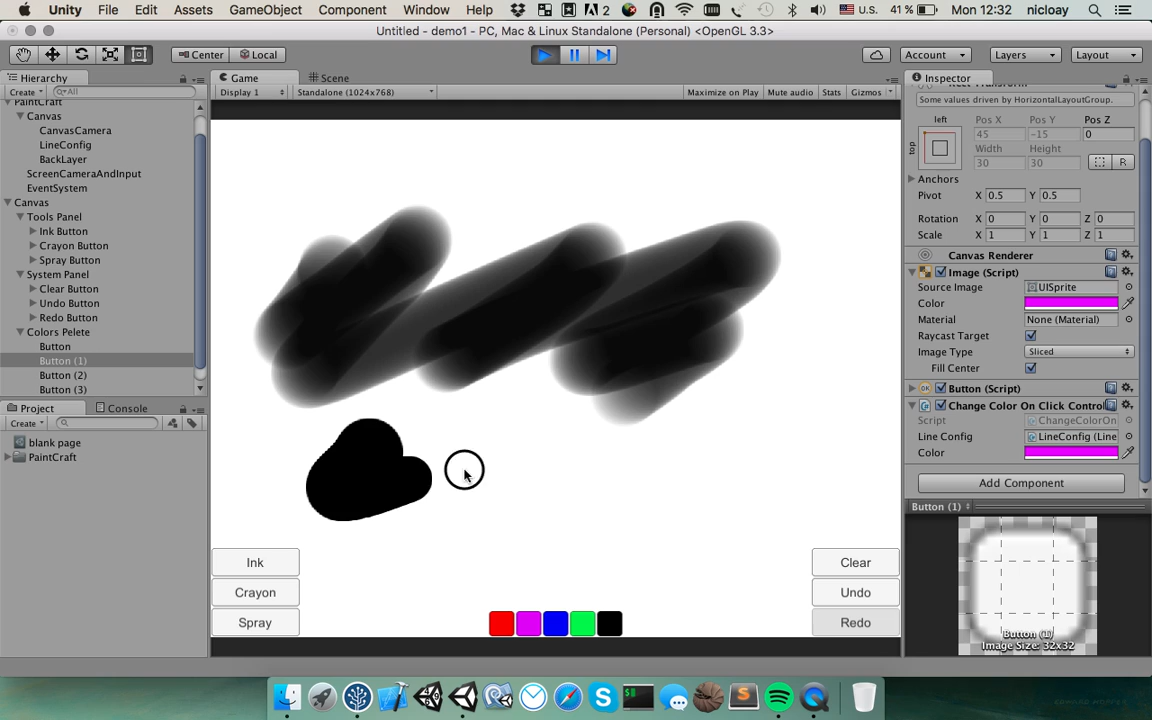 Unity File Edit Assets GameObject Component Window Help A 2 U.S. 41 % Mon 12:32 nicloay
Untitled - demo1 - PC, Mac & Linux Standalone (Personal) <OpenGL 3.3>
Center Local Account Layers Layout
Hierarchy
Create All
PaintCraft
Canvas
CanvasCamera
LineConfig
BackLayer
ScreenCameraAndInput
EventSystem
Canvas
Tools Panel
Ink Button
Crayon Button
Spray Button
System Panel
Clear Button
Undo Button
Redo Button
Colors Pelete
Button
Button (1)
Button (2)
Button (3)
Project Console
Create
blank page
PaintCraft
Game Scene
Display 1 Standalone (1024x768) Maximize on Play Mute audio Stats Gizmos
Ink
Crayon
Spray
Clear
Undo
Redo
Inspector
Some values driven by HorizontalLayoutGroup.
left Pos X Pos Y Pos Z
top 45 -15 0
Width Height
30 30 R
Anchors
Pivot X 0.5 Y 0.5
Rotation X 0 Y 0 Z 0
Scale X 1 Y 1 Z 1
Canvas Renderer
Image (Script)
Source Image UISprite
Color
Material None (Material)
Raycast Target
Image Type Sliced
Fill Center
OK Button (Script)
Change Color On Click Control
Script ChangeColorOn
Line Config LineConfig (Line
Color
Add Component
Button (1)
Button (1)
Image Size: 32x32